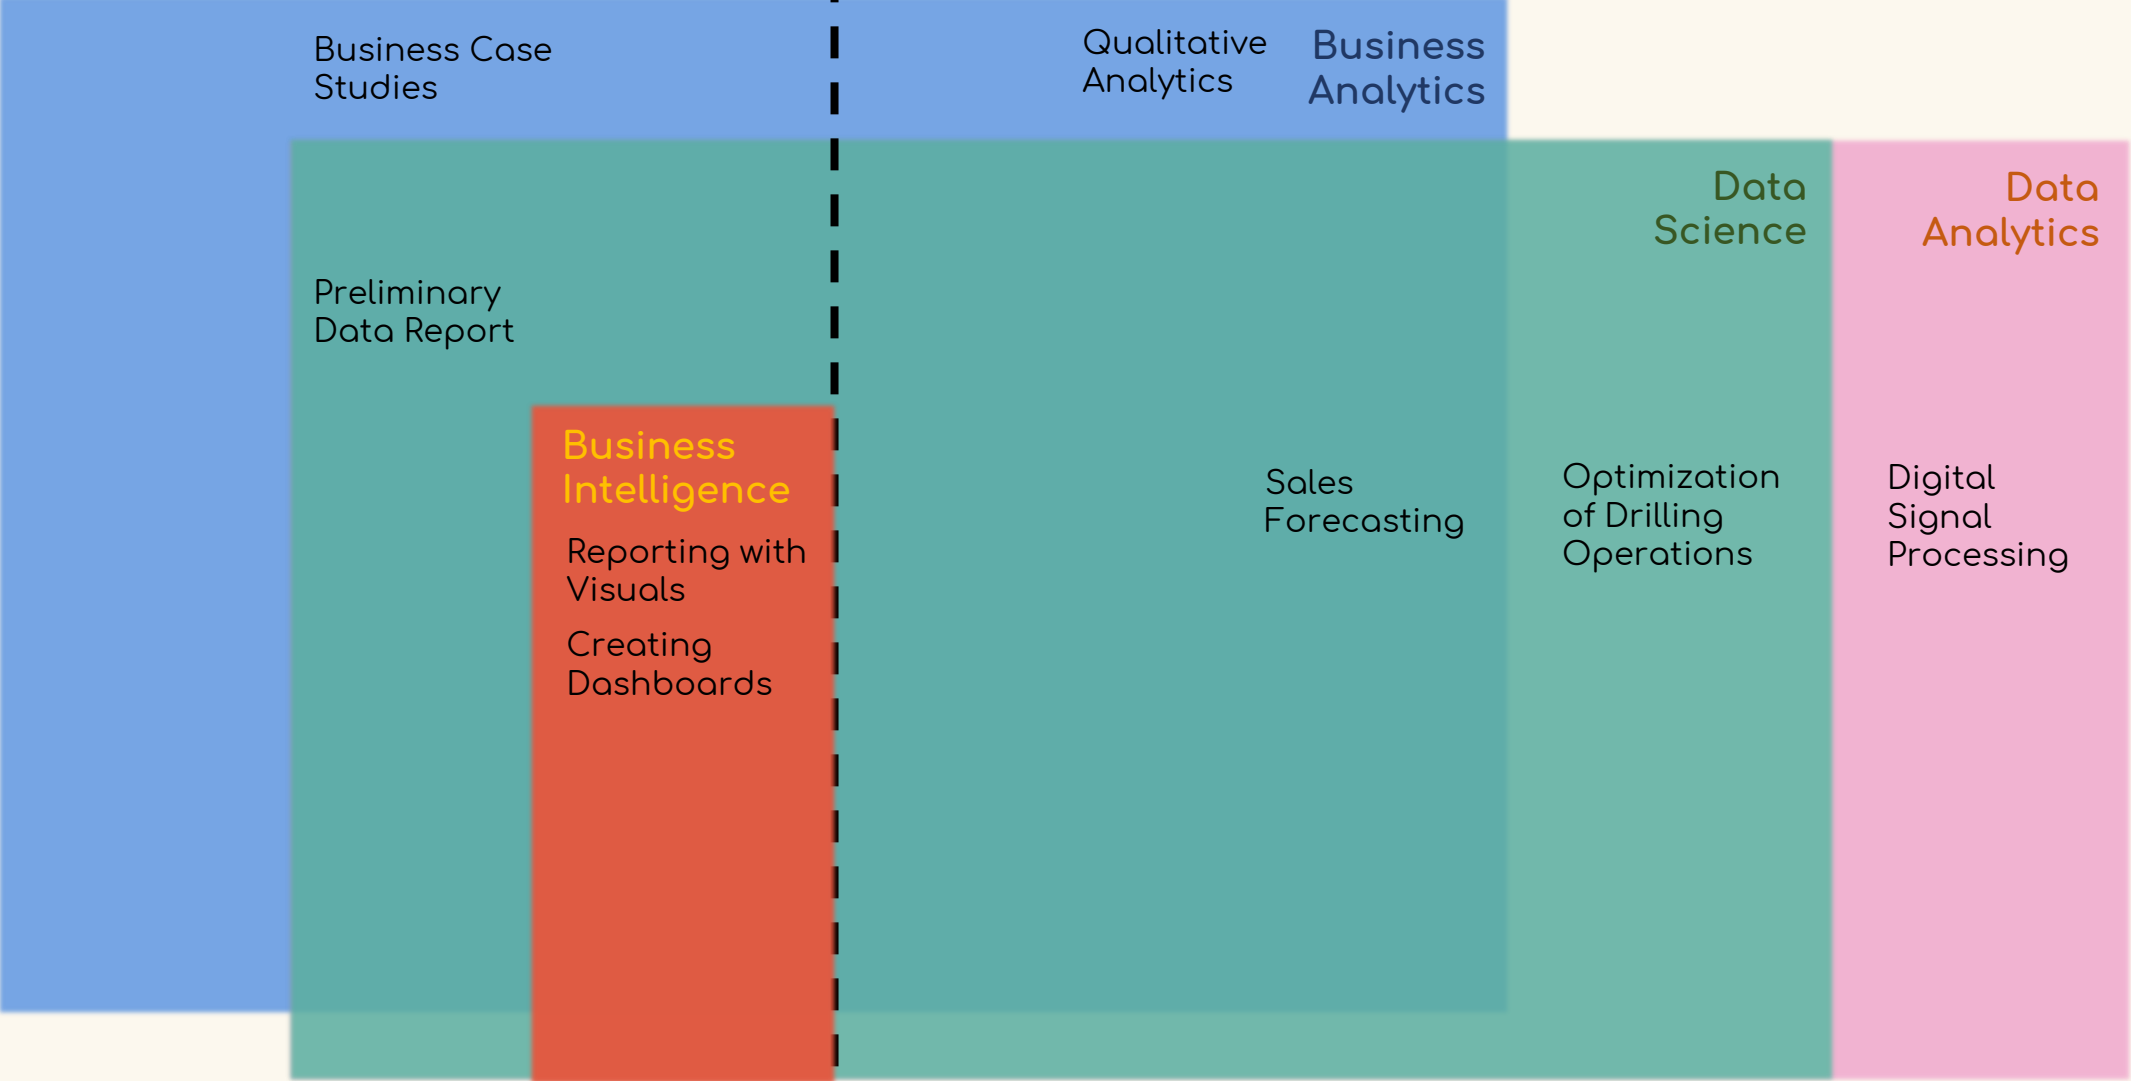 Business Case
Studies
Qualitative
Analytics
Business
Analytics
Data
Science
Data
Analytics
Preliminary
Data Report
Business
Intelligence
Reporting with
Visuals
Creating
Dashboards
Sales
Forecasting
Optimization
of Drilling
Operations
Digital
Signal
Processing